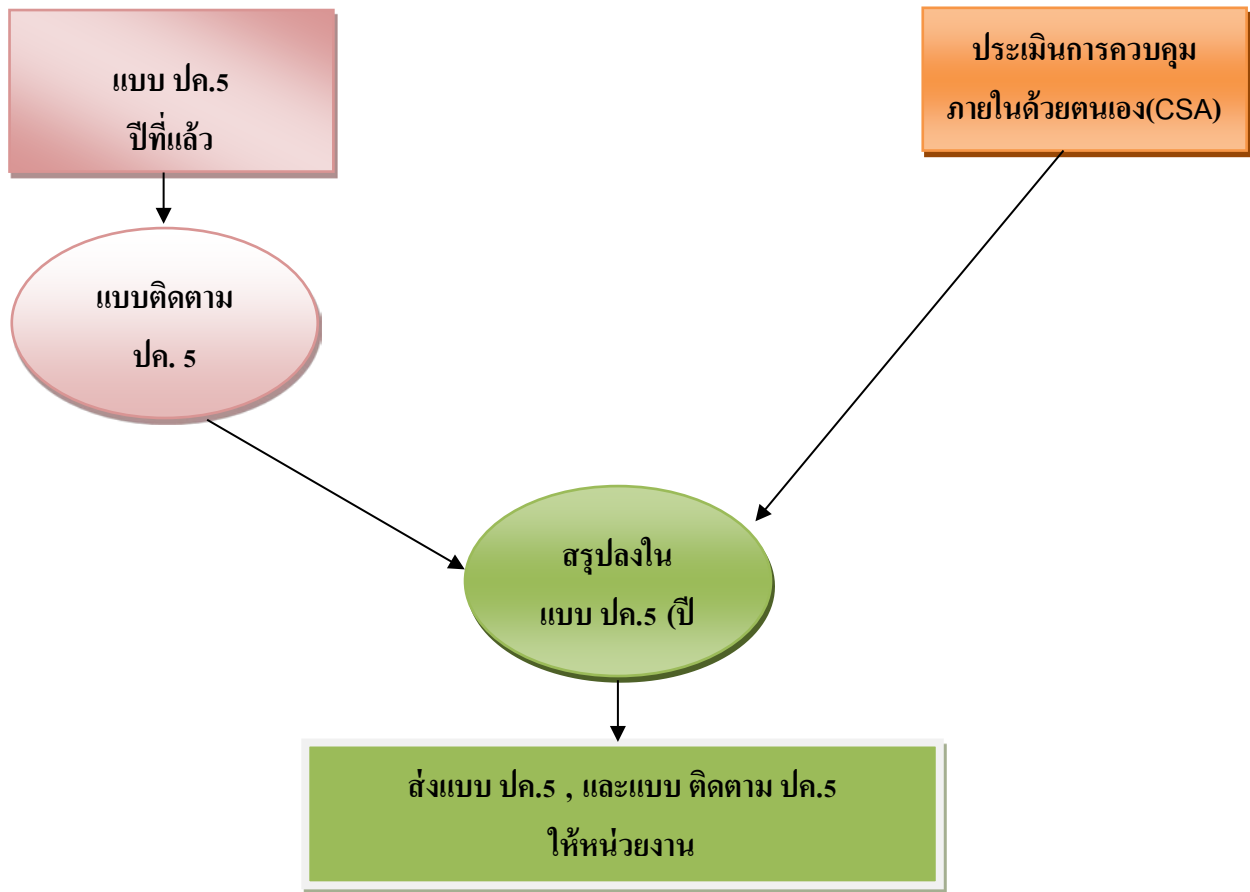 แบบ ปค.5
ปีที่แล้ว
ประเมินการควบคุม
ภายในด้วยตนเอง(CSA)
แบบติดตาม
ปค. 5
สรุปลงใน
แบบ ปค.5 (ปี
ส่งแบบ ปค.5 , และแบบ ติดตาม ปค.5
ให้หน่วยงาน